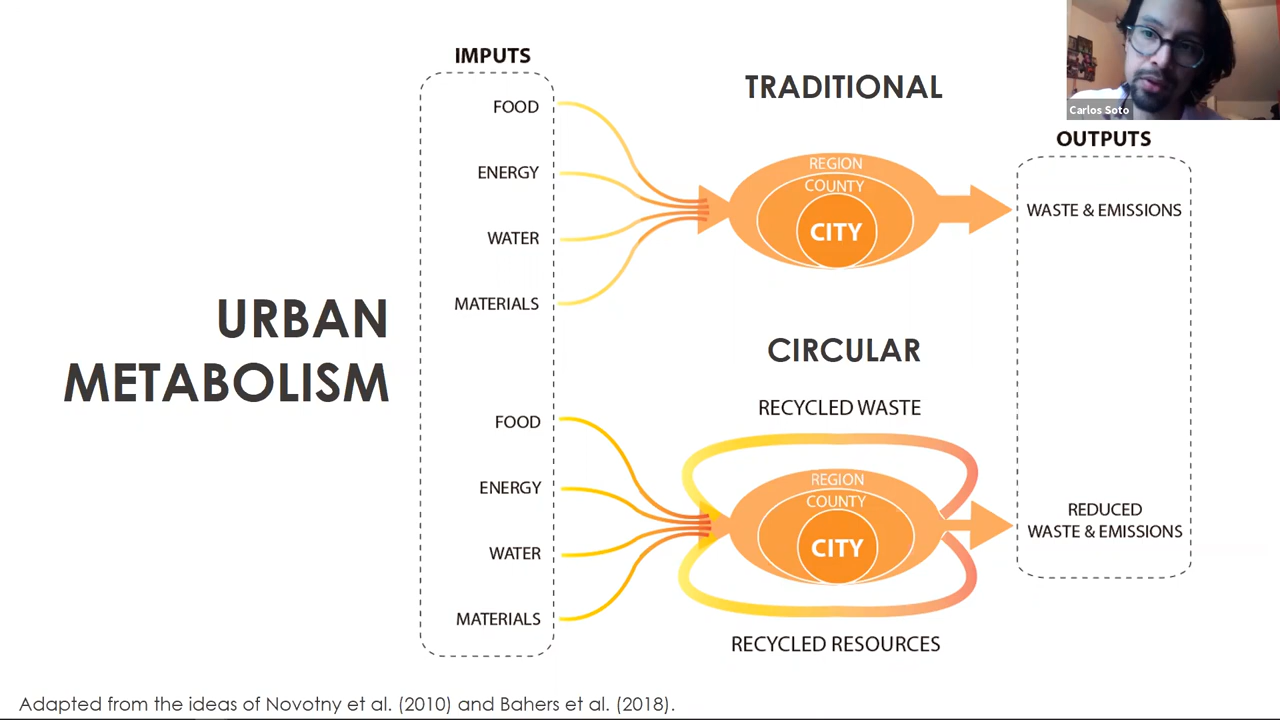 URBAN
METABOLISM
IMPUTS
FOOD
ENERGY
WATER
MATERIALS
FOOD
ENERGY
WATER
MATERIALS
TRADITIONAL
REGION
COUNTY
CITY
CIRCULAR
RECYCLED WASTE
REGION
COUNTY
CITY
RECYCLED RESOURCES
Carlos Soto
OUTPUTS
WASTE & EMISSIONS
REDUCED
WASTE & EMISSIONS
Adapted from the ideas of Novotny et al. (2010) and Bahers et al. (2018).